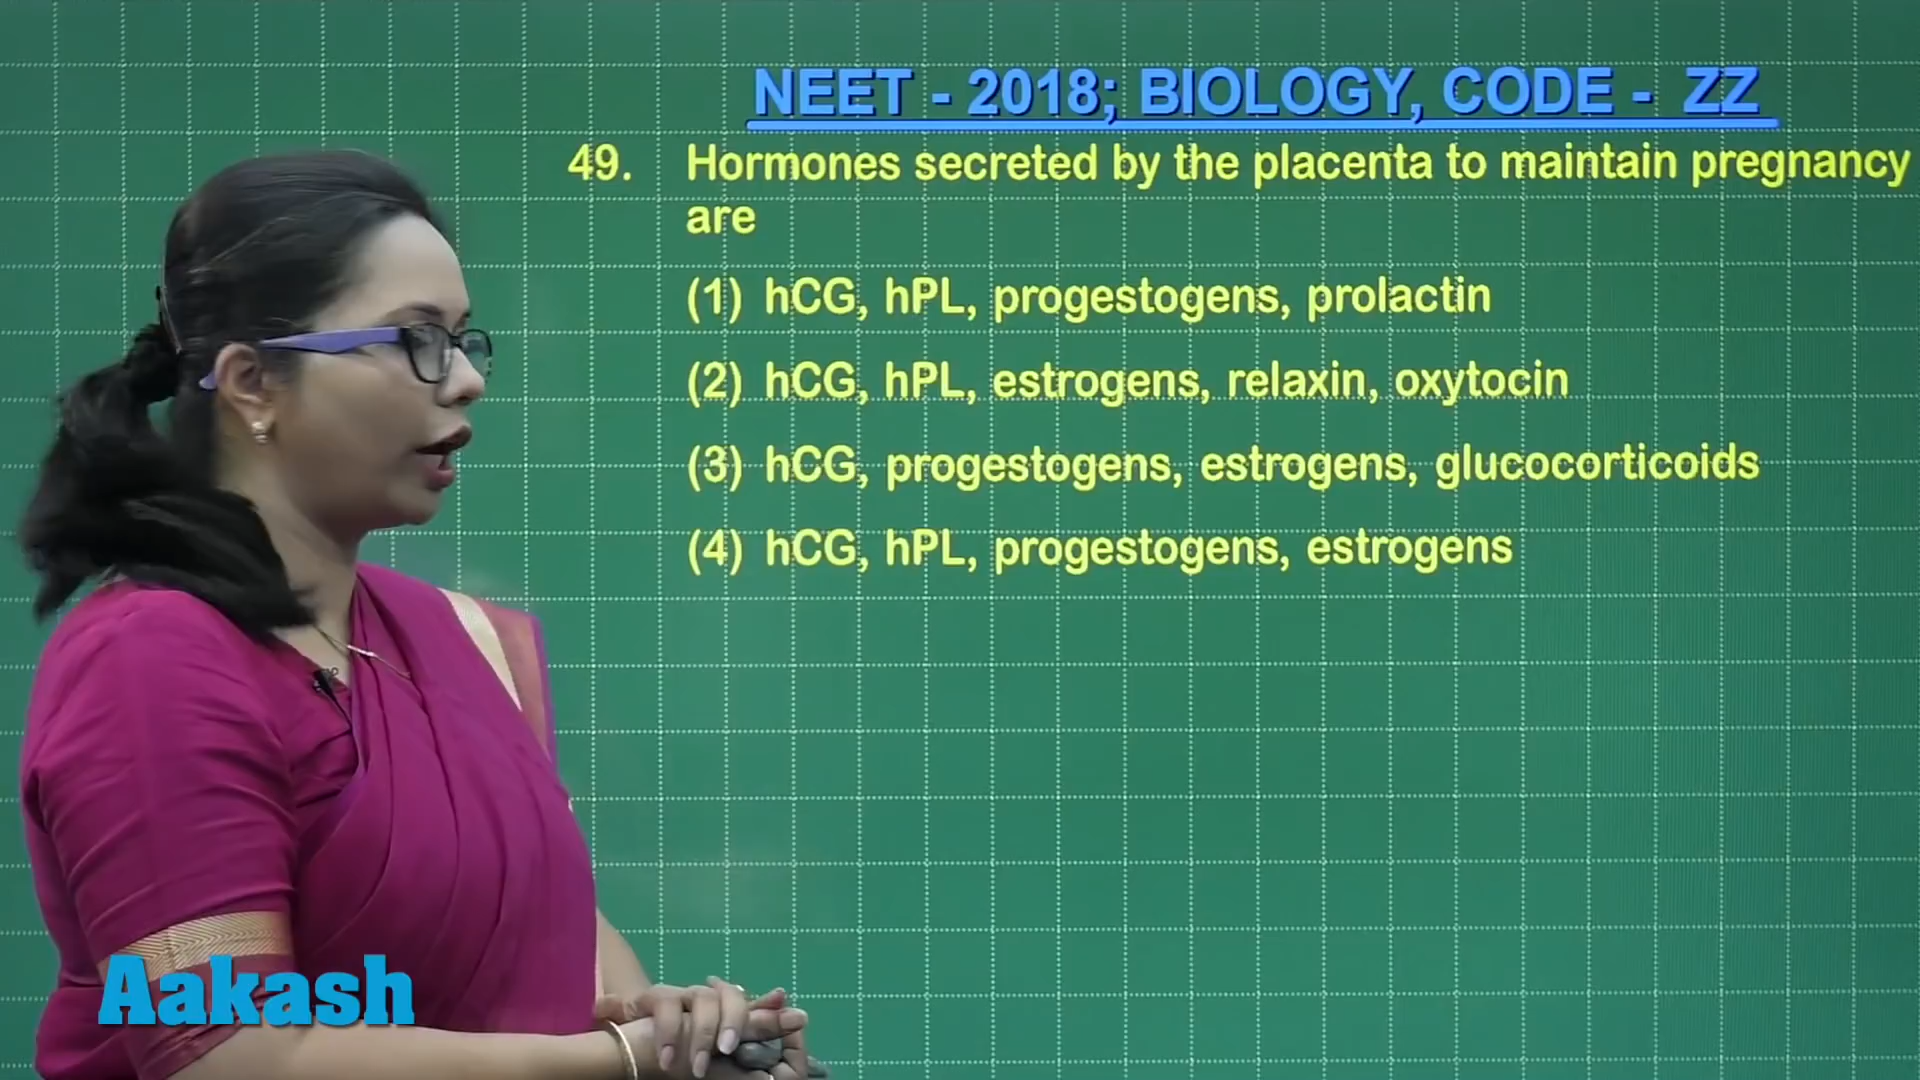 NEET - 2018; BIOLOGY, CODE - ZZ
49. Hormones secreted by the placenta to maintain pregnancy
are
(1) hCG, hPL, progestogens, prolactin
(2) hCG, hPL, estrogens, relaxin, oxytocin
(3) hCG, progestogens, estrogens, glucocorticoids
(4) hCG, hPL, progestogens, estrogens
Aakash